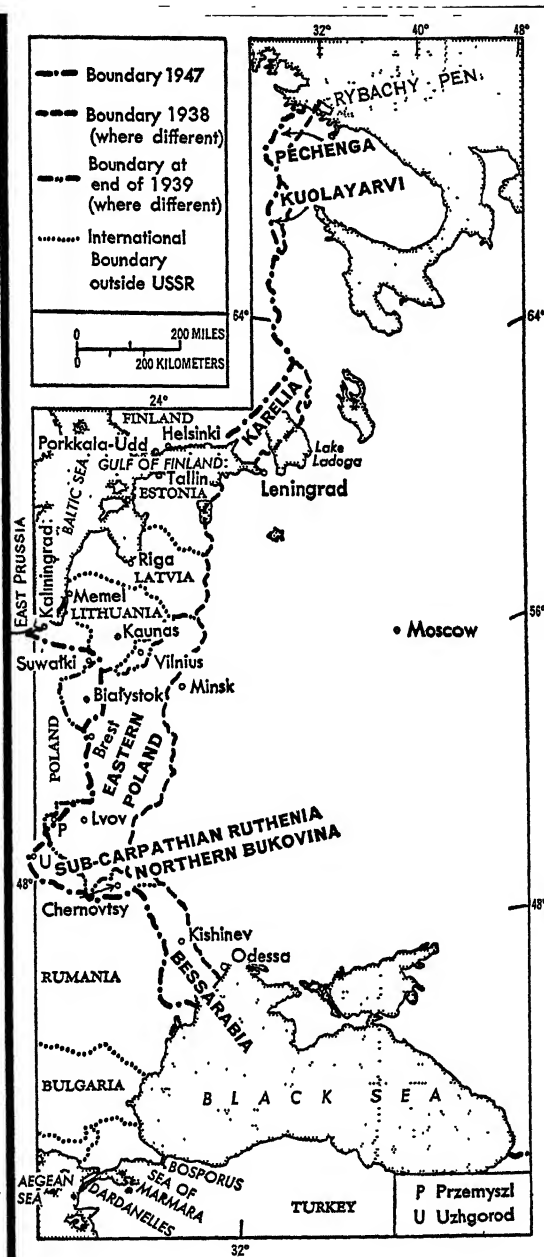 32° 40° 48°
Boundary 1947
Boundary 1938
(where different)
Boundary at
end of 1939
(where different)
International
Boundary
outside USSR
0 200 MILES
0 200 KILOMETERS
RYBACHY PEN.
PECHENGA
KUOLAYARVI
64° 64°
24°
FINLAND
KARELIA
Porkkala-Udd
Helsinki
Lake
Ladoga
GULF OF FINLAND
Tallin
Leningrad
ESTONIA
BALTIC SEA
Riga
LATVIA
EAST PRUSSIA
Kaliningrad
Memel
LITHUANIA
56°
Kaunas
Moscow
Suwałki
Vilnius
Minsk
Białystok
POLAND
Brest
EASTERN
POLAND
P
Lvov
U
SUB-CARPATHIAN RUTHENIA
NORTHERN BUKOVINA
48° 48°
Chernovtsy
Kishinev
Odessa
BESSARABIA
RUMANIA
BULGARIA
BLACK SEA
BOSPORUS
AEGEAN
SEA
SEA OF
MARMARA
DARDANELLES
TURKEY
P Przemyszl
U Uzhgorod
32°